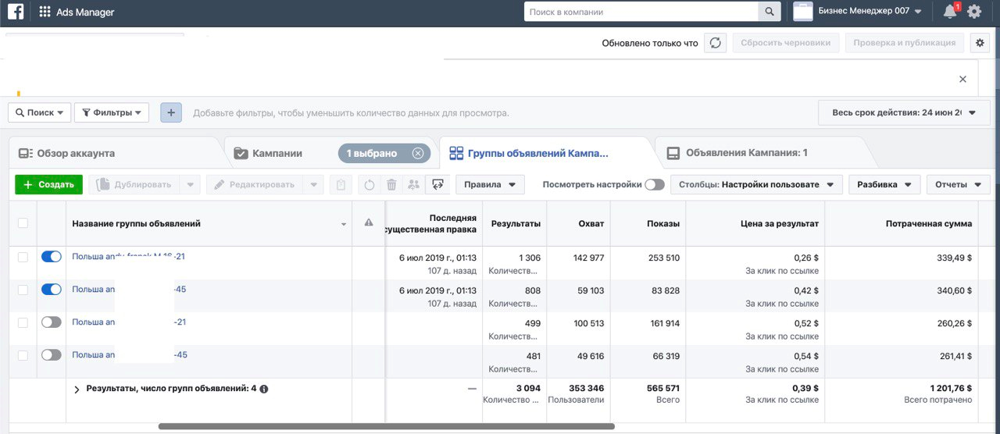 Ads Manager
Поиск в компании
Бизнес Менеджер 007
1
Обновлено только что
Сбросить черновики
Проверка и публикация
Поиск
Фильтры
Добавьте фильтры, чтобы уменьшить количество данных для просмотра.
Весь срок действия: 24 июн
Обзор аккаунта
Кампании
1 выбрано
Группы объявлений Кампа...
Объявления Кампания: 1
+ Создать
Дублировать
Редактировать
Правила
Посмотреть настройки
Столбцы: Настройки пользовате
Разбивка
Отчеты
Название группы объявлений
Последняя
существенная правка
Результаты
Охват
Показы
Цена за результат
Потраченная сумма
Польша -21
6 июл 2019 г., 01:13
107 д. назад
1 306
Количеств...
142 977
253 510
0,26 $
За клик по ссылке
339,49 $
Польша an -45
6 июл 2019 г., 01:13
107 д. назад
808
Количеств...
59 103
83 828
0,42 $
За клик по ссылке
340,60 $
Польша an -21
499
Количеств...
100 513
161 914
0,52 $
За клик по ссылке
260,26 $
Польша an -45
481
Количеств...
49 616
66 319
0,54 $
За клик по ссылке
261,41 $
Результаты, число групп объявлений: 4
—
3 094
Количество ...
353 346
Пользователи
565 571
Всего
0,39 $
За клик по ссылке
1 201,76 $
Всего потрачено